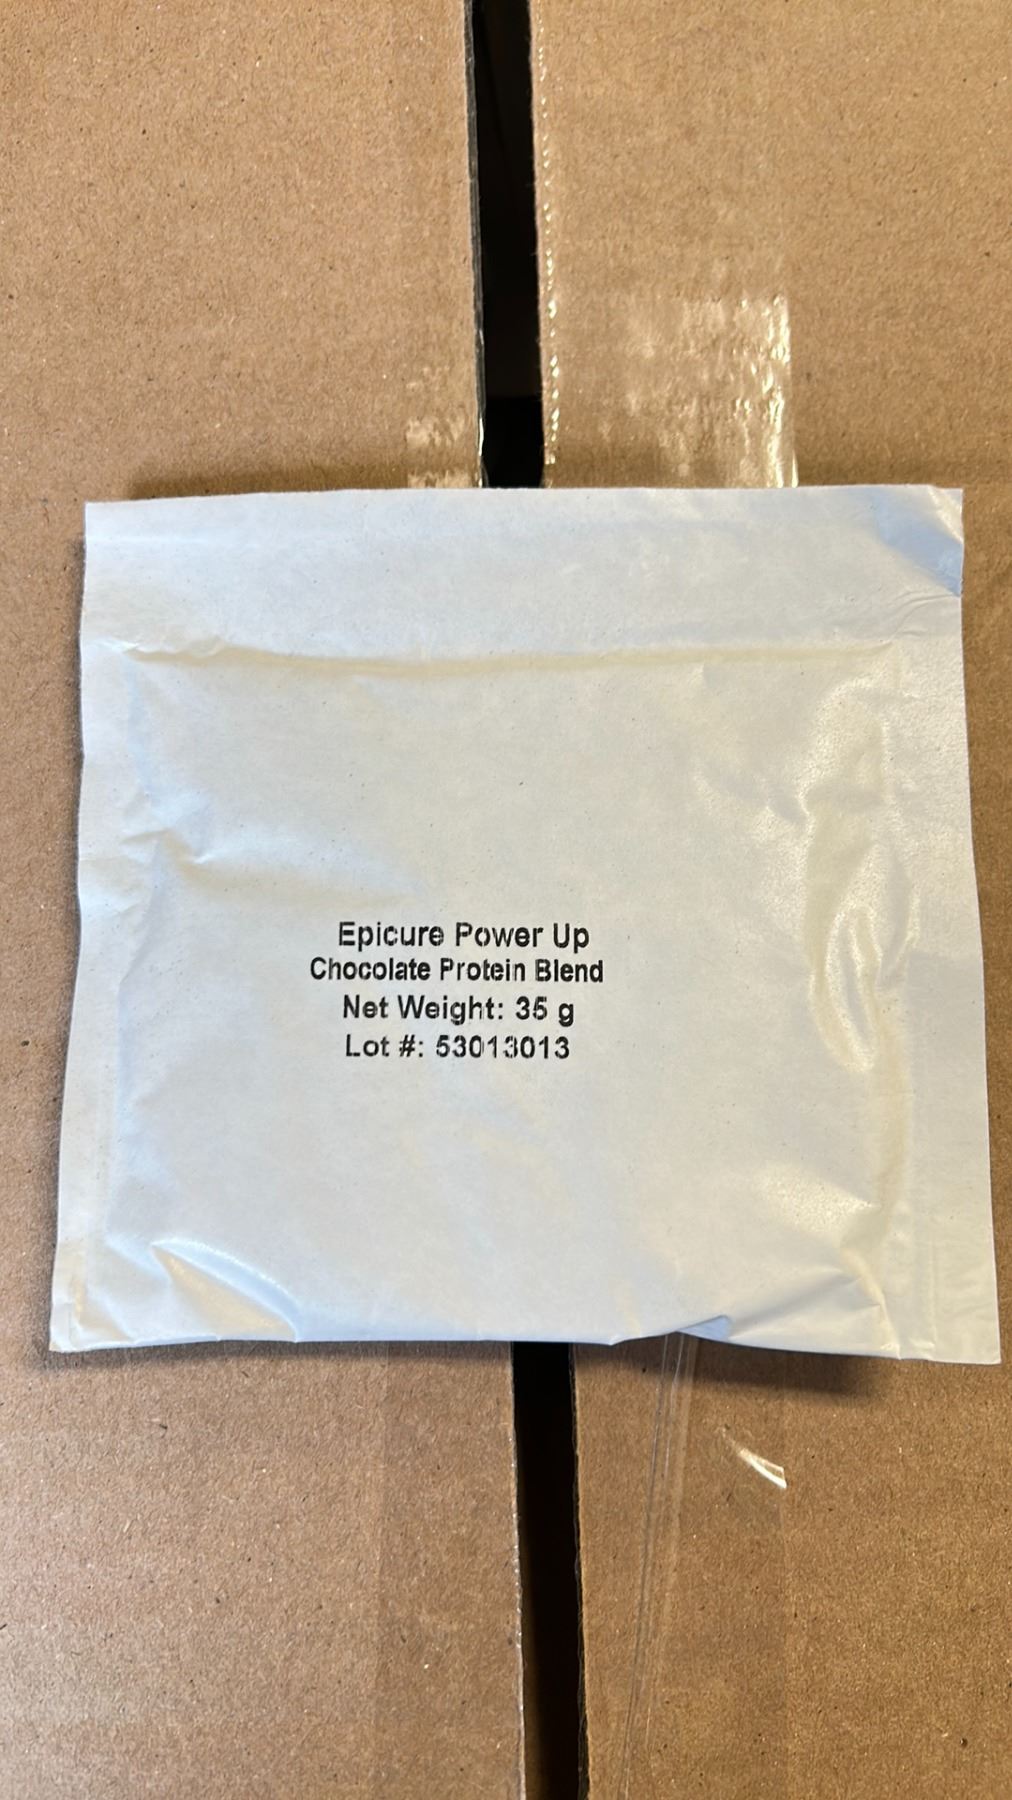 Epicure Power Up
Chocolate Protein Blend
Net Weight: 35 g
Lot #: 53013013